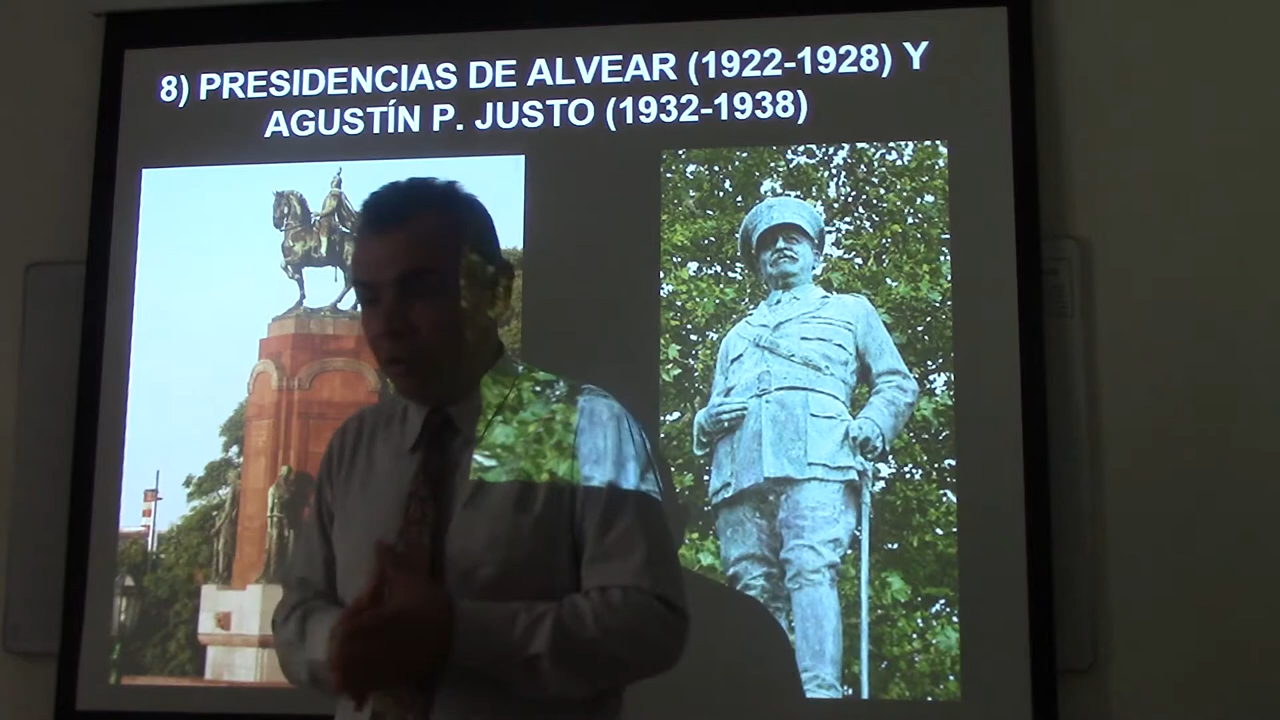 8) PRESIDENCIAS DE ALVEAR (1922-1928) Y
AGUSTÍN P. JUSTO (1932-1938)